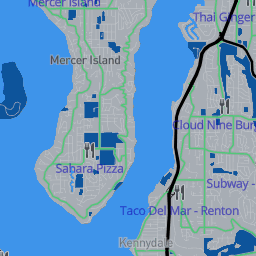 Mercer Island
Thai Ginger
Mercer Island
Cloud Nine Bur
Sahara Pizza
Subway -
Taco Del Mar - Renton
Kennydale